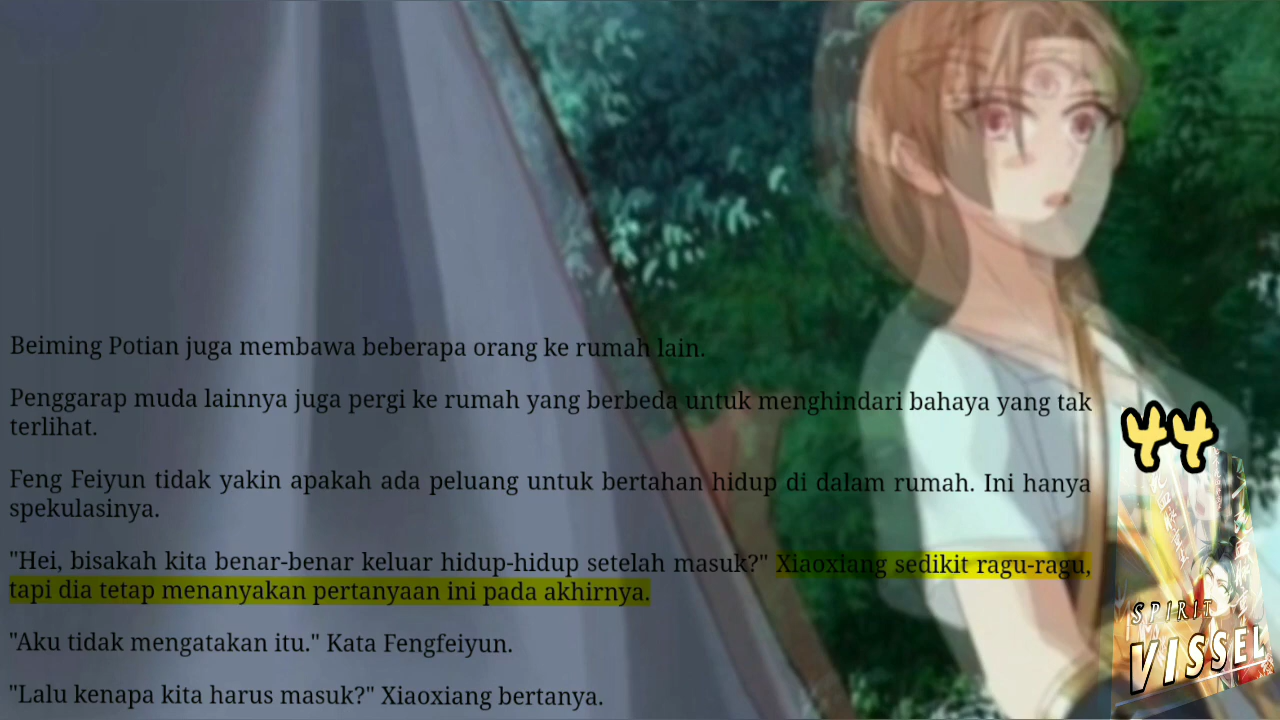 Beiming Potian juga membawa beberapa orang ke rumah lain.
Penggarap muda lainnya juga pergi ke rumah yang berbeda untuk menghindari bahaya yang tak
terlihat.
Feng Feiyun tidak yakin apakah ada peluang untuk bertahan hidup di dalam rumah. Ini hanya
spekulasinya.
"Hei, bisakah kita benar-benar keluar hidup-hidup setelah masuk?" Xiaoxiang sedikit ragu-ragu,
tapi dia tetap menanyakan pertanyaan ini pada akhirnya.
"Aku tidak mengatakan itu." Kata Fengfeiyun.
"Lalu kenapa kita harus masuk?" Xiaoxiang bertanya.
44
SPIRIT
VISSEL